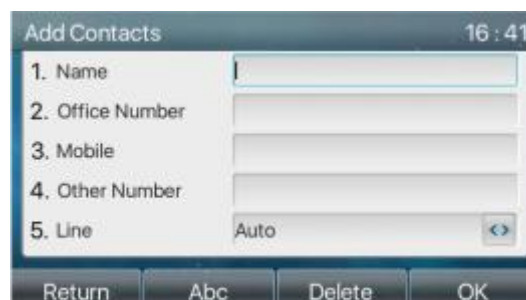 Add Contacts 16:41
1. Name
2. Office Number
3. Mobile
4. Other Number
5. Line Auto <>
Return Abc Delete OK